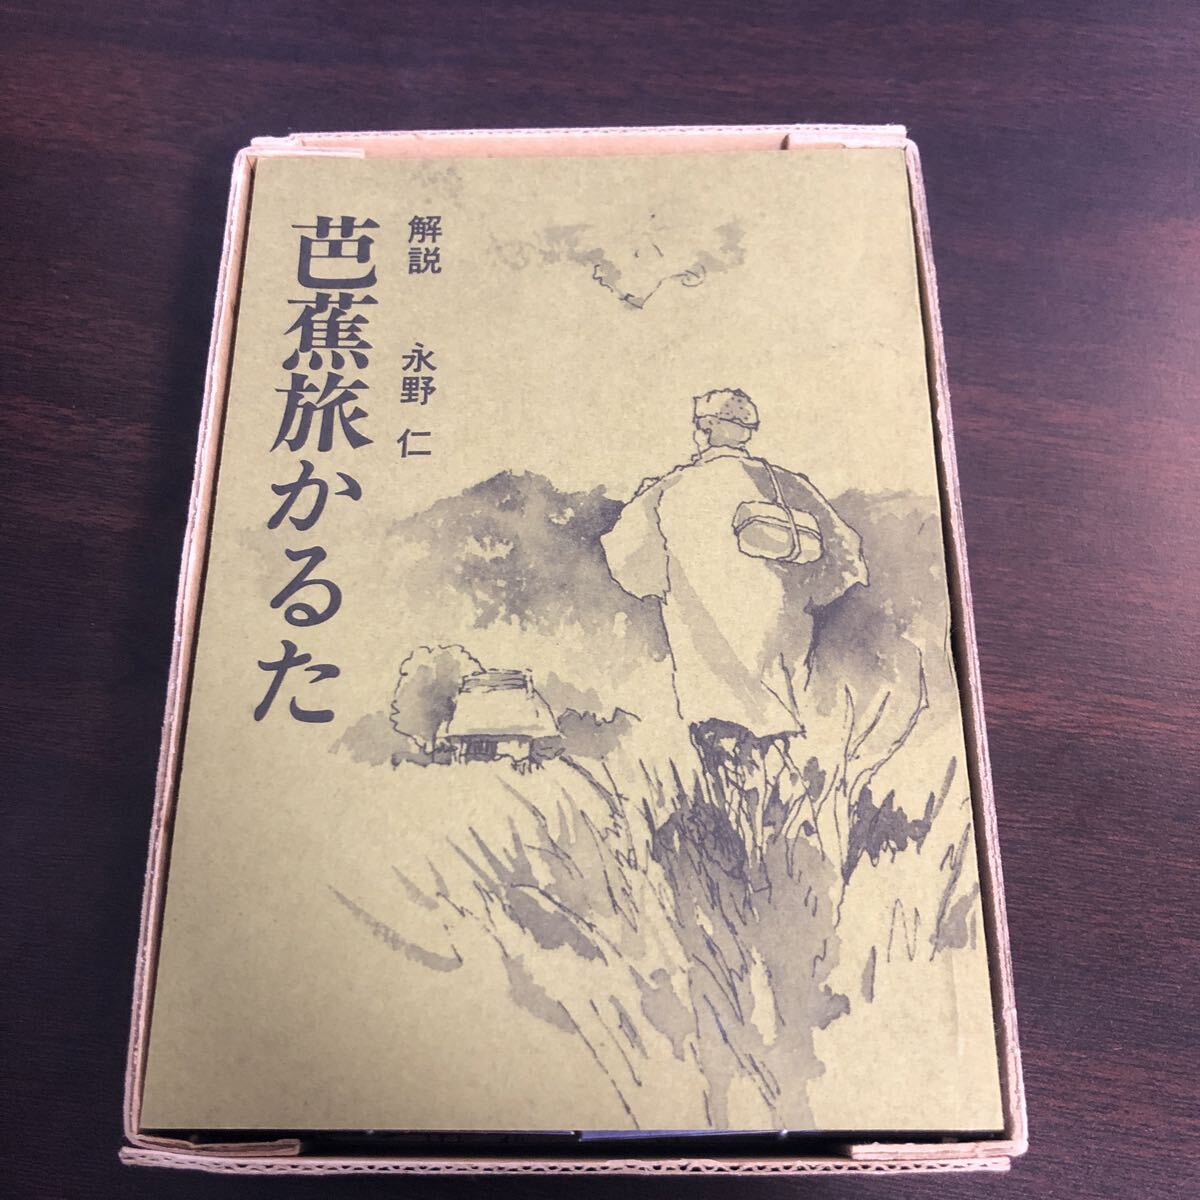 解説 永野 仁
芭蕉旅かるた